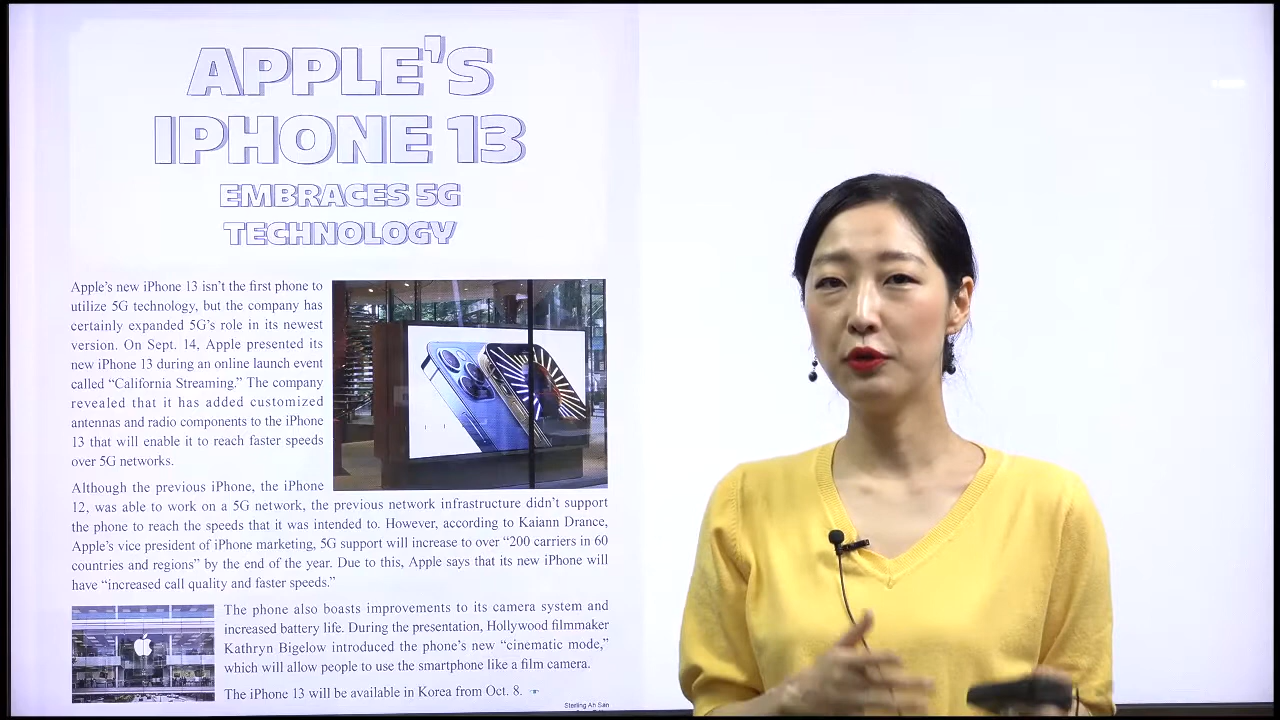 APPLE'S
IPHONE 13
EMBRACES 5G
TECHNOLOGY
Apple's new iPhone 13 isn't the first phone to
utilize 5G technology, but the company has
certainly expanded 5G's role in its newest
version. On Sept. 14, Apple presented its
new iPhone 13 during an online launch event
called “California Streaming.” The company
revealed that it has added customized
antennas and radio components to the iPhone
13 that will enable it to reach faster speeds
over 5G networks.
Although the previous iPhone, the iPhone
12, was able to work on a 5G network, the previous network infrastructure didn't support
the phone to reach the speeds that it was intended to. However, according to Kaiann Drance,
Apple's vice president of iPhone marketing, 5G support will increase to over “200 carriers in 60
countries and regions” by the end of the year. Due to this, Apple says that its new iPhone will
have “increased call quality and faster speeds.”
The phone also boasts improvements to its camera system and
increased battery life. During the presentation, Hollywood filmmaker
Kathryn Bigelow introduced the phone's new “cinematic mode,”
which will allow people to use the smartphone like a film camera.
The iPhone 13 will be available in Korea from Oct. 8.
Sterling Ah San